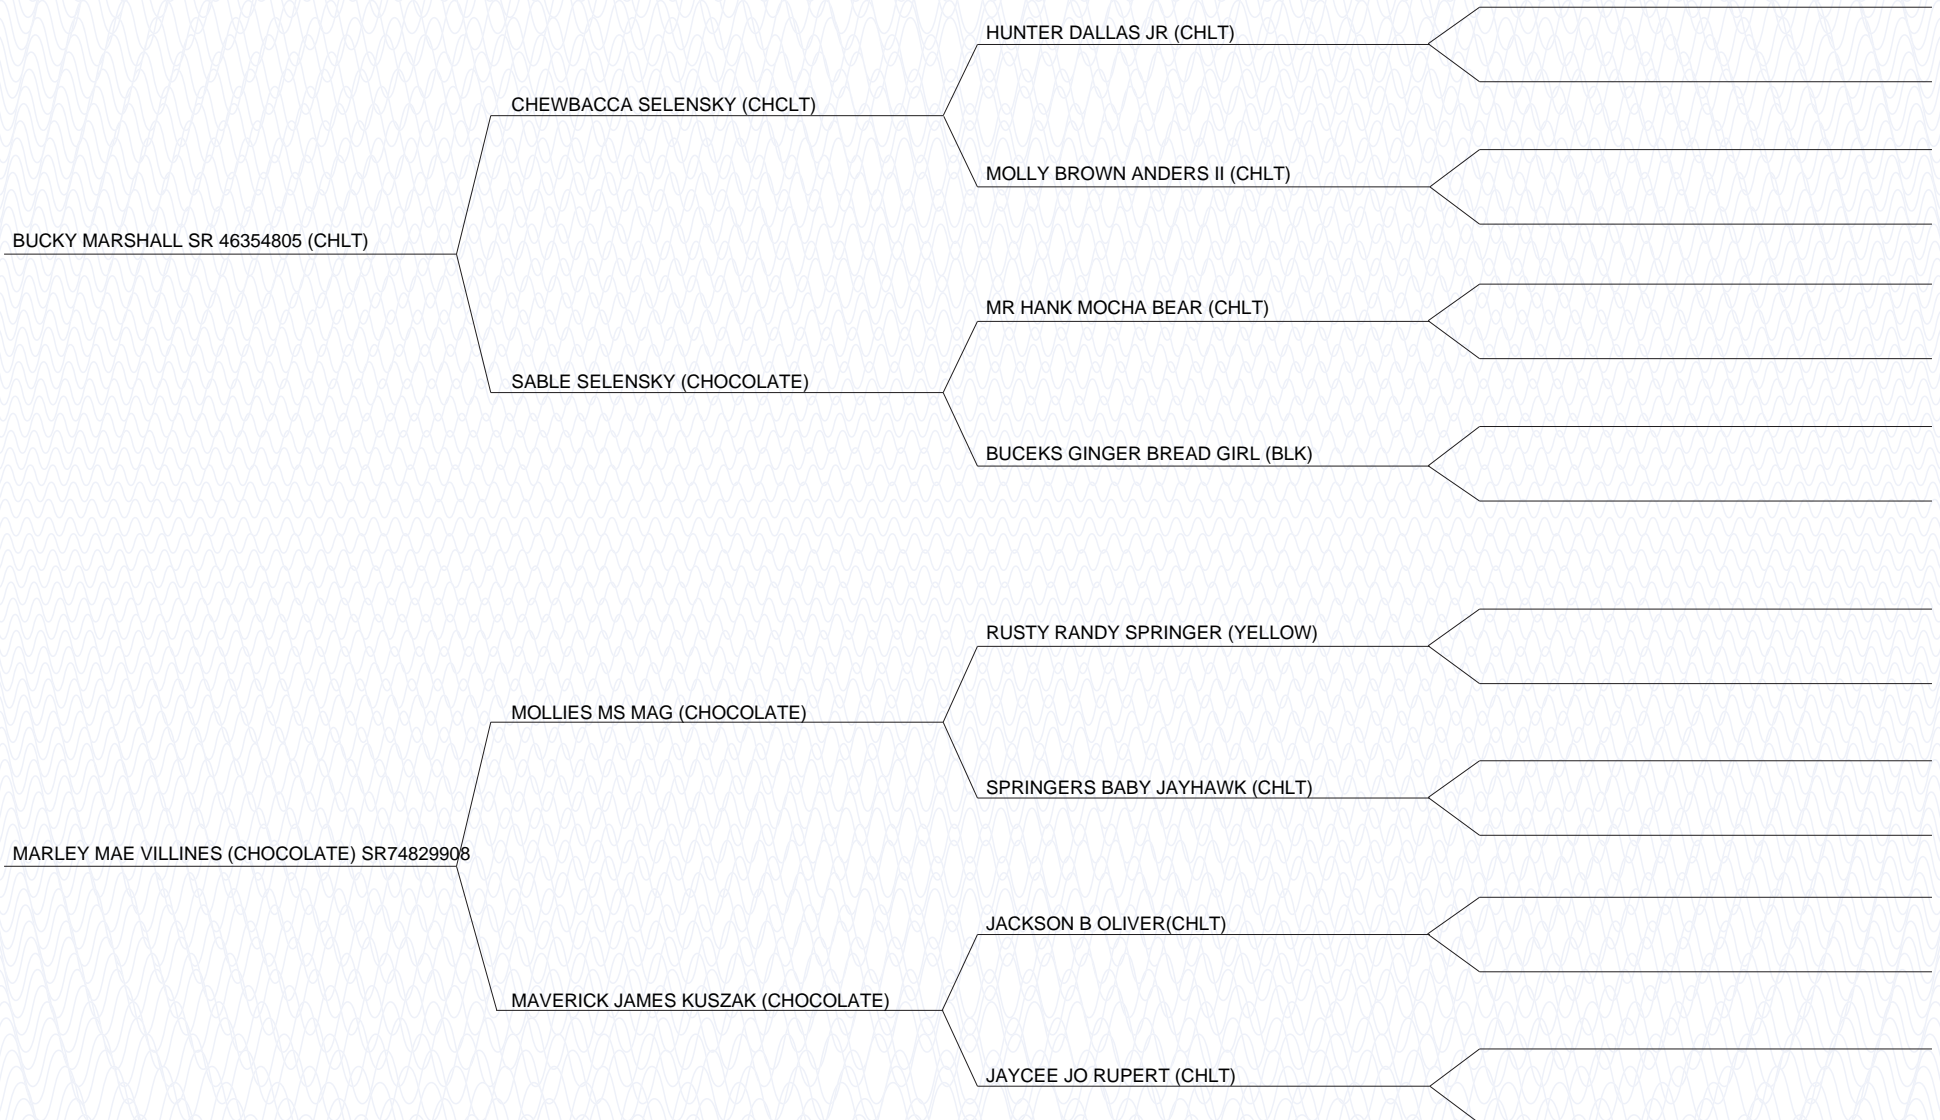 HUNTER DALLAS JR (CHLT)
CHEWBACCA SELENSKY (CHCLT)
MOLLY BROWN ANDERS II (CHLT)
BUCKY MARSHALL SR 46354805 (CHLT)
MR HANK MOCHA BEAR (CHLT)
SABLE SELENSKY (CHOCOLATE)
BUCEKS GINGER BREAD GIRL (BLK)
RUSTY RANDY SPRINGER (YELLOW)
MOLLIES MS MAG (CHOCOLATE)
SPRINGERS BABY JAYHAWK (CHLT)
MARLEY MAE VILLINES (CHOCOLATE) SR74829908
JACKSON B OLIVER(CHLT)
MAVERICK JAMES KUSZAK (CHOCOLATE)
JAYCEE JO RUPERT (CHLT)